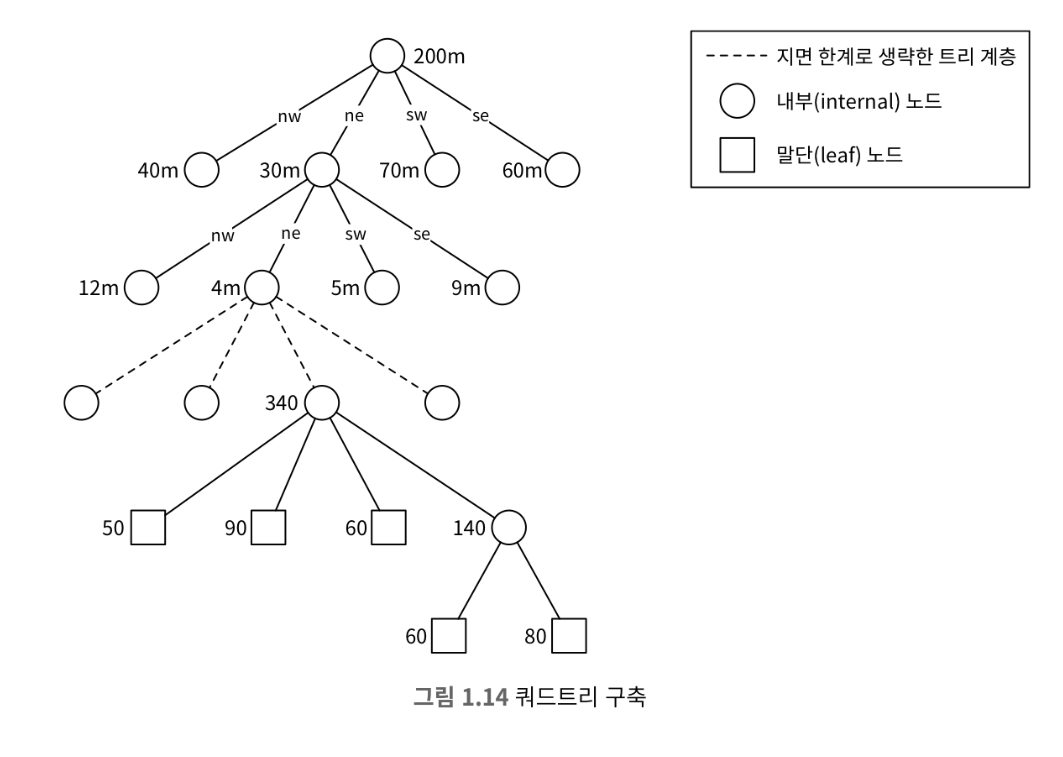 200m
지면 한계로 생략한 트리 계층
내부(internal) 노드
말단(leaf) 노드
nw ne sw se
40m 30m 70m 60m
nw ne sw se
12m 4m 5m 9m
340
50 90 60 140
60 80
그림 1.14 쿼드트리 구축